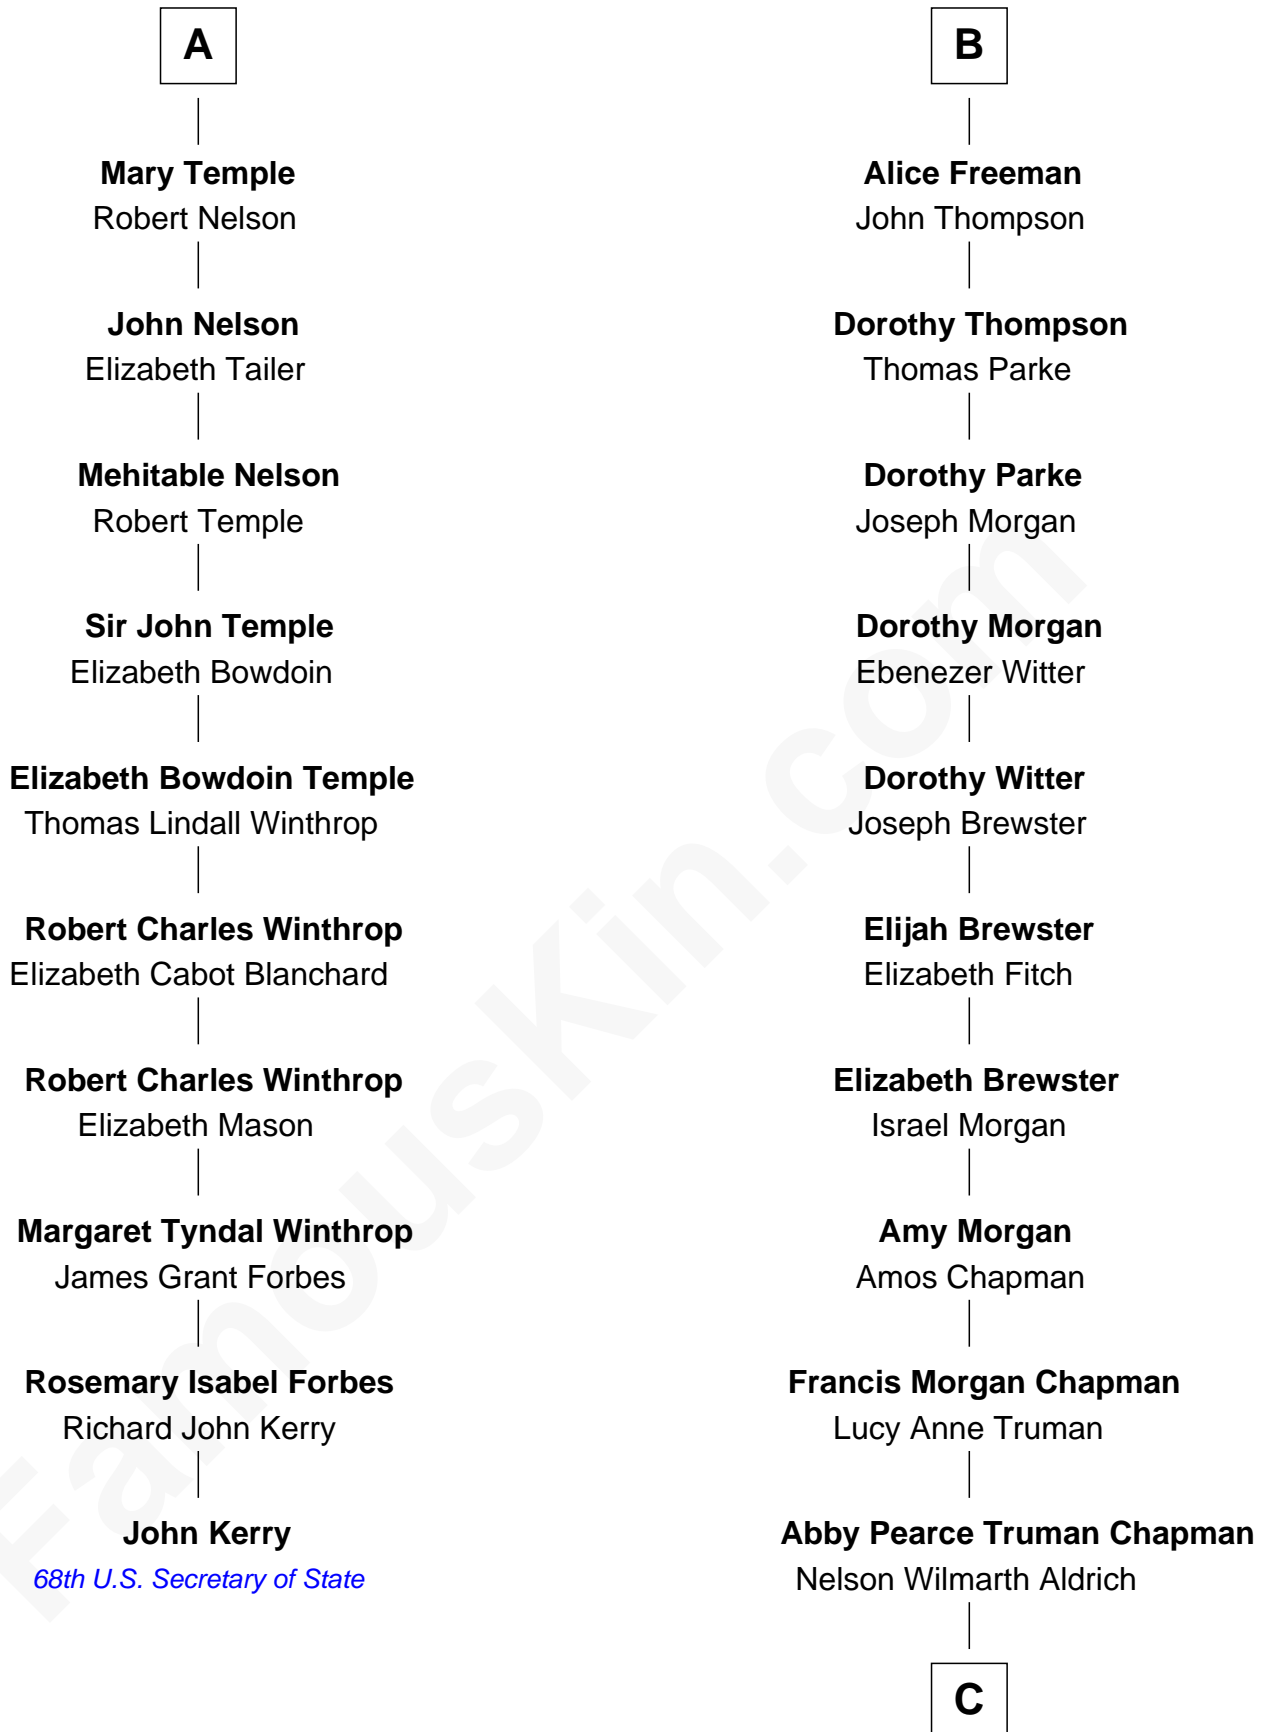 A
Mary Temple
Robert Nelson
John Nelson
Elizabeth Tailer
Mehitable Nelson
Robert Temple
Sir John Temple
Elizabeth Bowdoin
Elizabeth Bowdoin Temple
Thomas Lindall Winthrop
Robert Charles Winthrop
Elizabeth Cabot Blanchard
Robert Charles Winthrop
Elizabeth Mason
Margaret Tyndal Winthrop
James Grant Forbes
Rosemary Isabel Forbes
Richard John Kerry
John Kerry
68th U.S. Secretary of State
B
Alice Freeman
John Thompson
Dorothy Thompson
Thomas Parke
Dorothy Parke
Joseph Morgan
Dorothy Morgan
Ebenezer Witter
Dorothy Witter
Joseph Brewster
Elijah Brewster
Elizabeth Fitch
Elizabeth Brewster
Israel Morgan
Amy Morgan
Amos Chapman
Francis Morgan Chapman
Lucy Anne Truman
Abby Pearce Truman Chapman
Nelson Wilmarth Aldrich
C
FamousKin.com